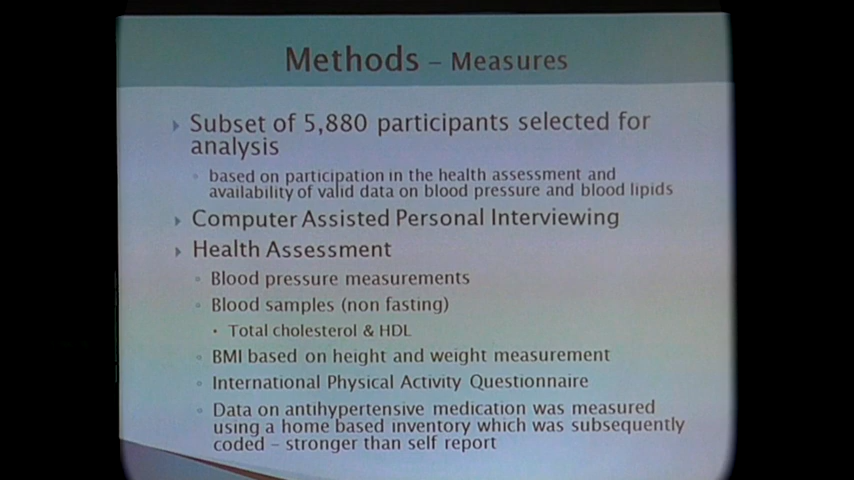 Methods – Measures
Subset of 5,880 participants selected for
analysis
based on participation in the health assessment and
availability of valid data on blood pressure and blood lipids
Computer Assisted Personal Interviewing
Health Assessment
Blood pressure measurements
Blood samples (non fasting)
Total cholesterol & HDL
BMI based on height and weight measurement
International Physical Activity Questionnaire
Data on antihypertensive medication was measured
using a home based inventory which was subsequently
coded – stronger than self report